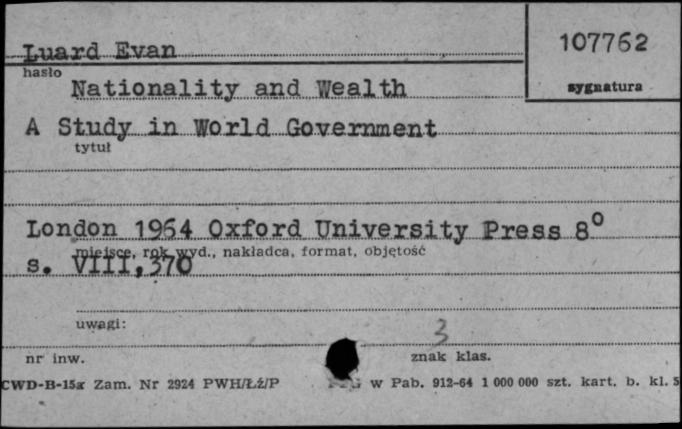 Luard Evan
107762
hasło
sygnatura
Nationality and Wealth
A Study in World Government
tytuł
London 1964 Oxford University Press 8°
miejsce, rok wyd., nakładca, format, objętość
s. VIII,370
uwagi:
3
nr inw.
znak klas.
CWD-B-15a Zam. Nr 2924 PWH/Łź/P
w Pab. 912-64 1 000 000 szt. kart. b. kl. 5